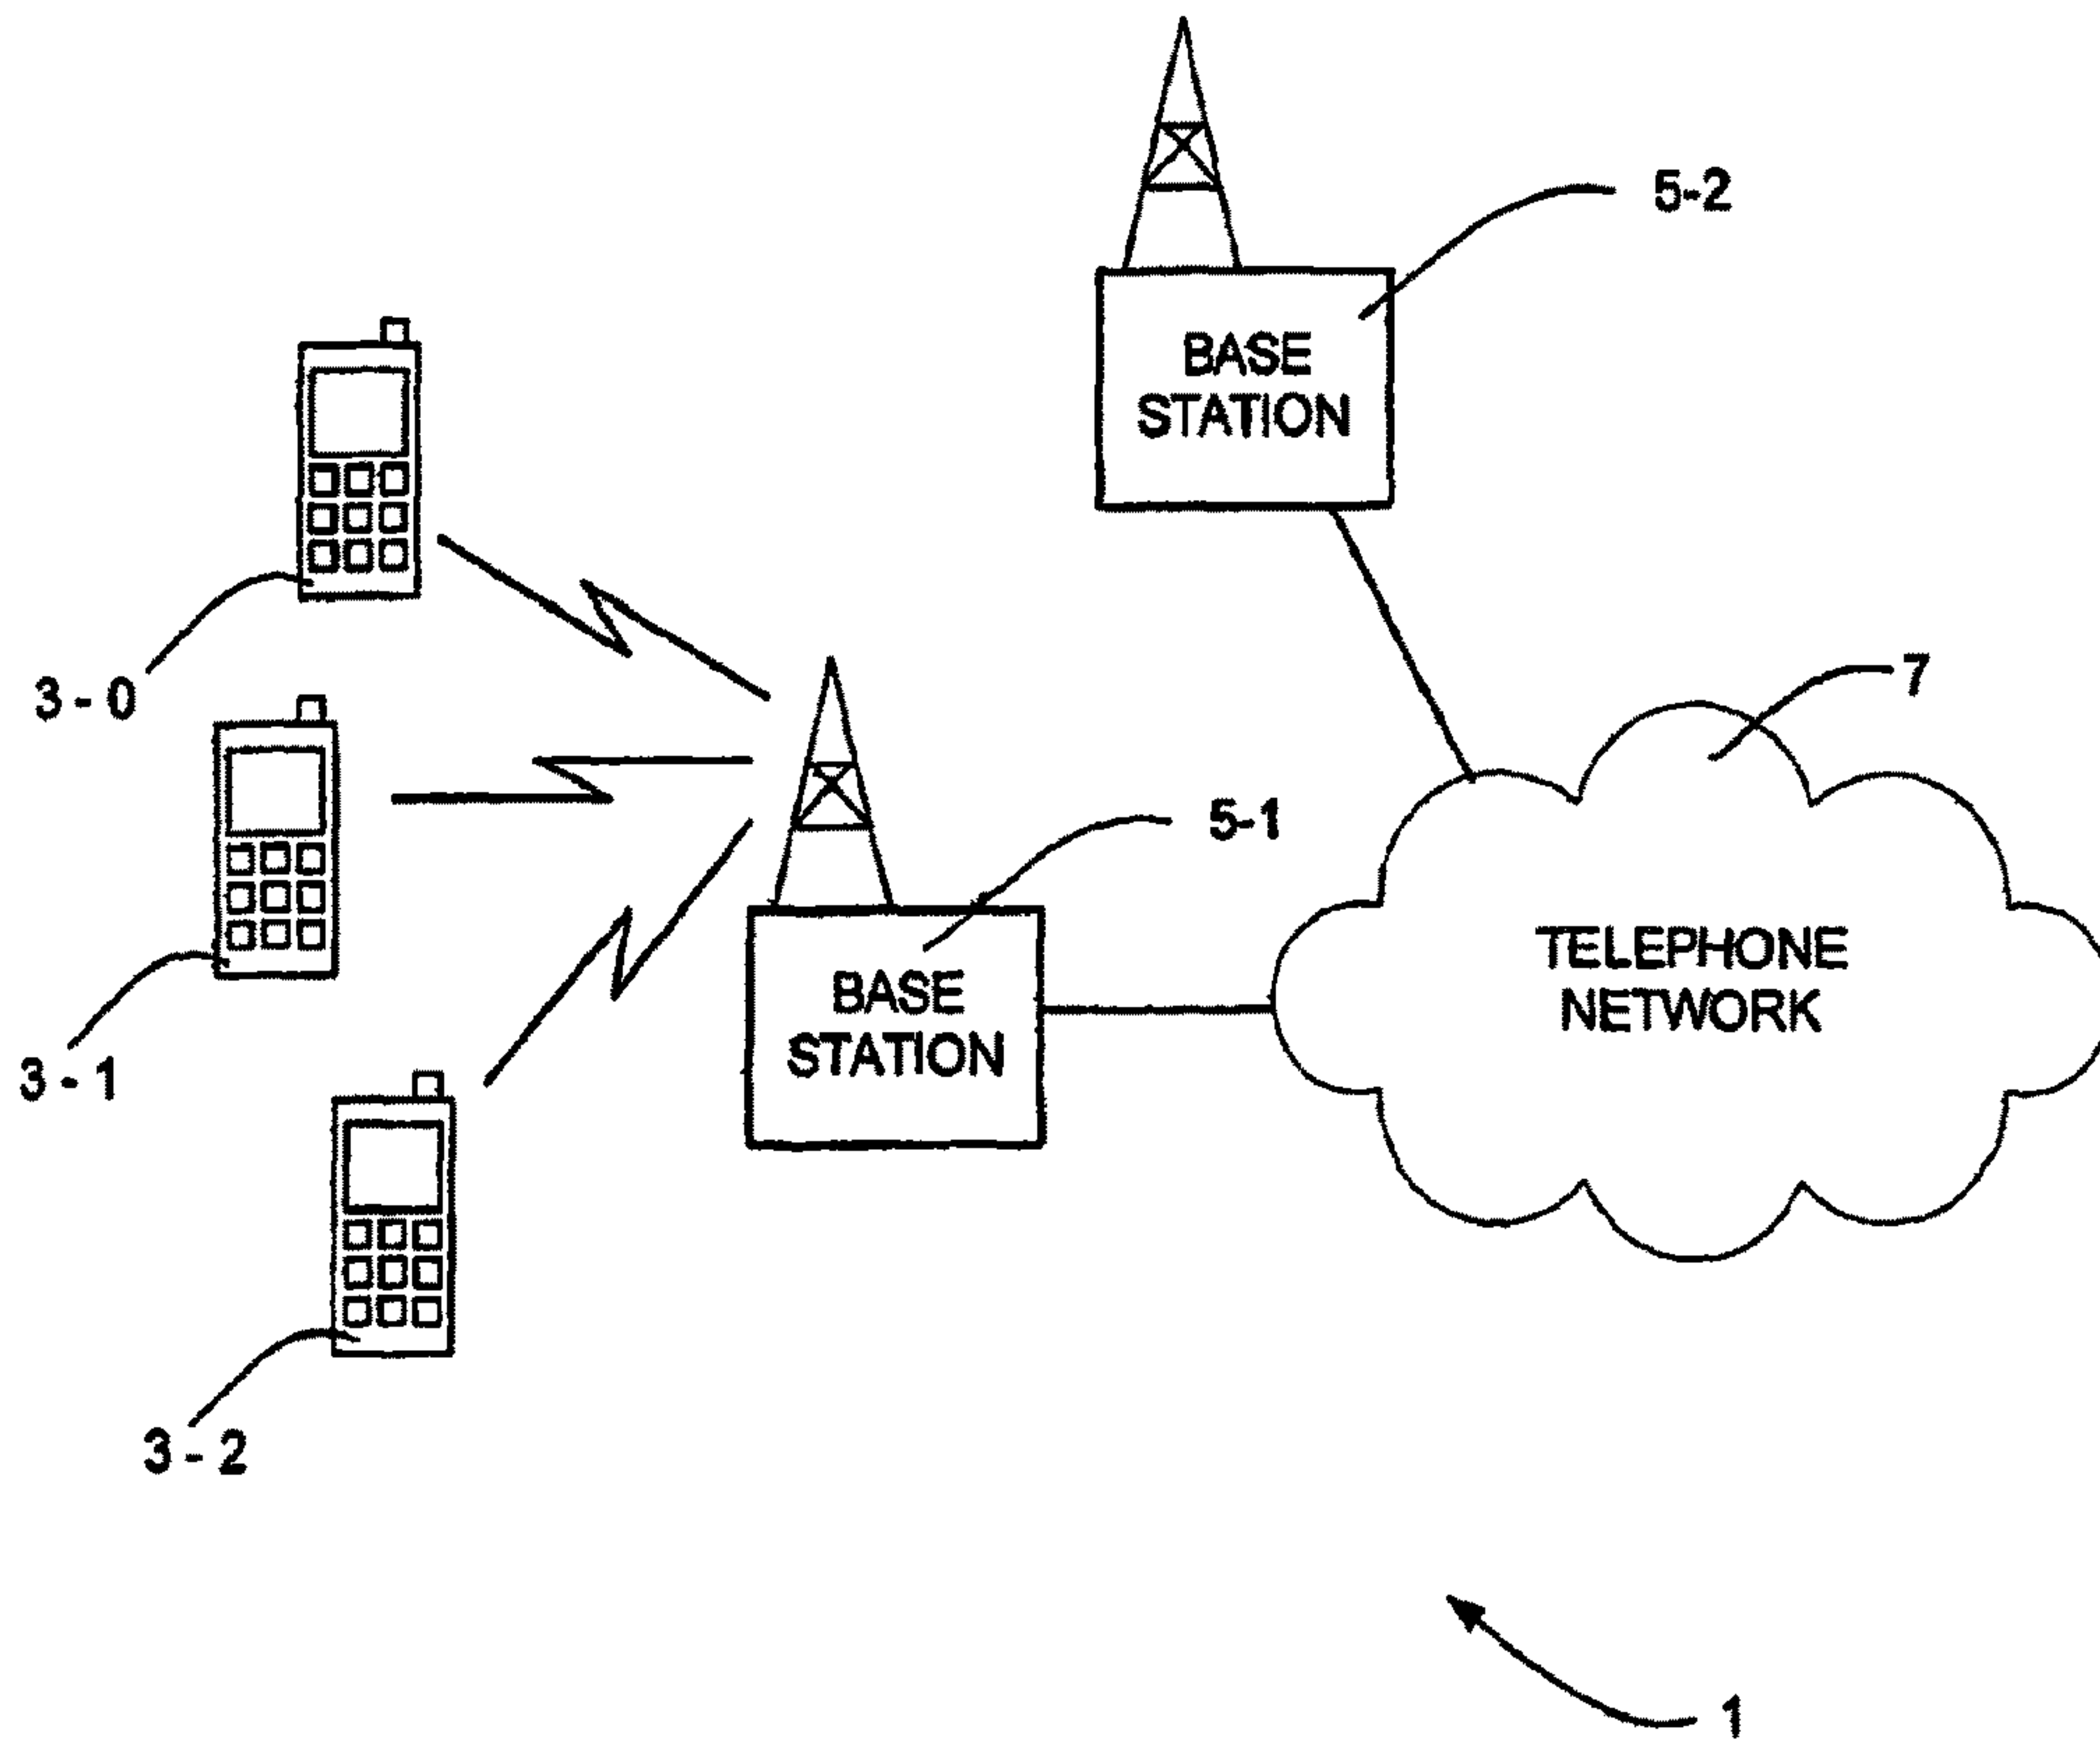 5-2
BASE
STATION
3 - 0
7
5-1
TELEPHONE
NETWORK
BASE
STATION
3 - 1
3 - 2
1